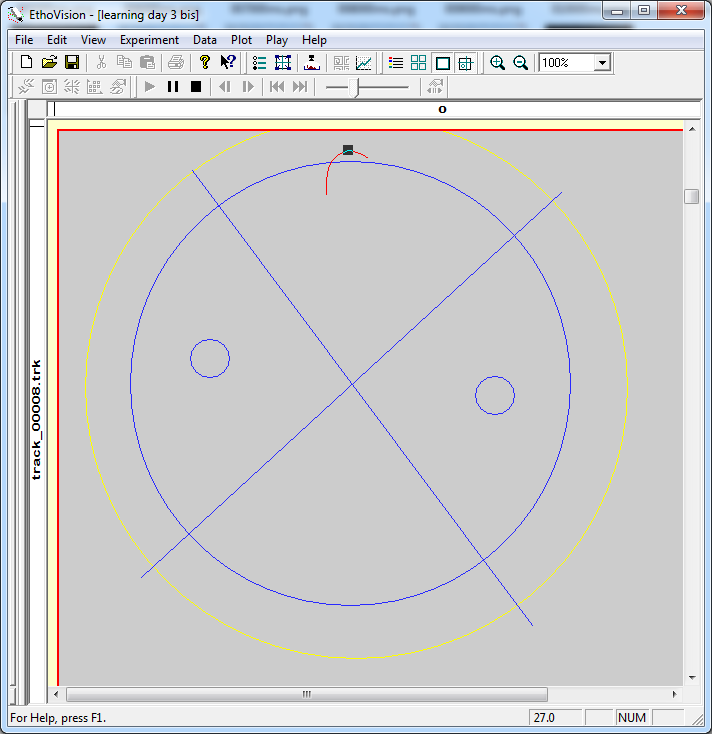 EthoVision - [learning day 3 bis]
File Edit View Experiment Data Plot Play Help
100%
0
track_00008.trk
For Help, press F1.
27.0
NUM